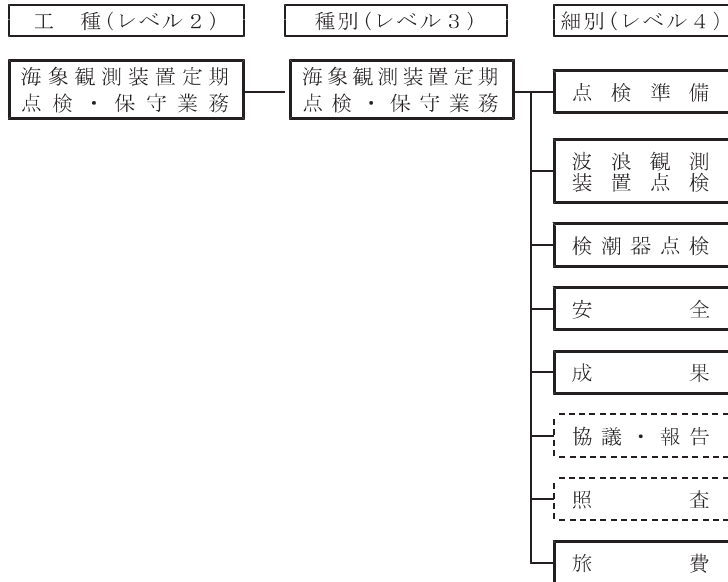 工　種(レベル２)
種別(レベル３)
細別(レベル４)
海象観測装置定期
点検・保守業務
海象観測装置定期
点検・保守業務
点検準備
波浪観測
装置点検
検潮器点検
安全
成果
協議・報告
照査
旅費